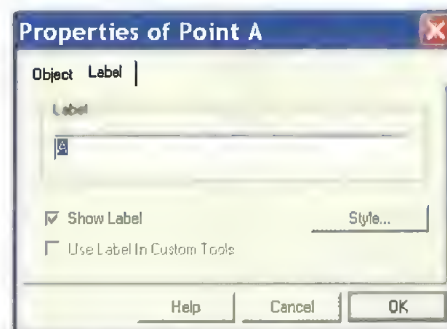 Properties of Point A
Object Label
Label
A
Show Label Style...
Use Label In Custom Tools
Help Cancel OK